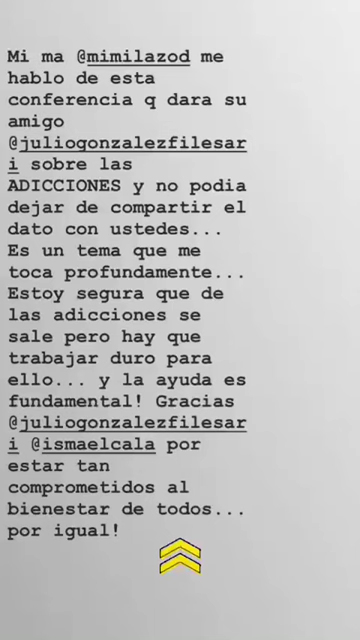 Mi ma @mimilazod me
hablo de esta
conferencia q dara su
amigo
@juliogonzalezfilesar
i sobre las
ADICCIONES y no podia
dejar de compartir el
dato con ustedes...
Es un tema que me
toca profundamente...
Estoy segura que de
las adicciones se
sale pero hay que
trabajar duro para
ello... y la ayuda es
fundamental! Gracias
@juliogonzalezfilesar
i @ismaelcala por
estar tan
comprometidos al
bienestar de todos...
por igual!